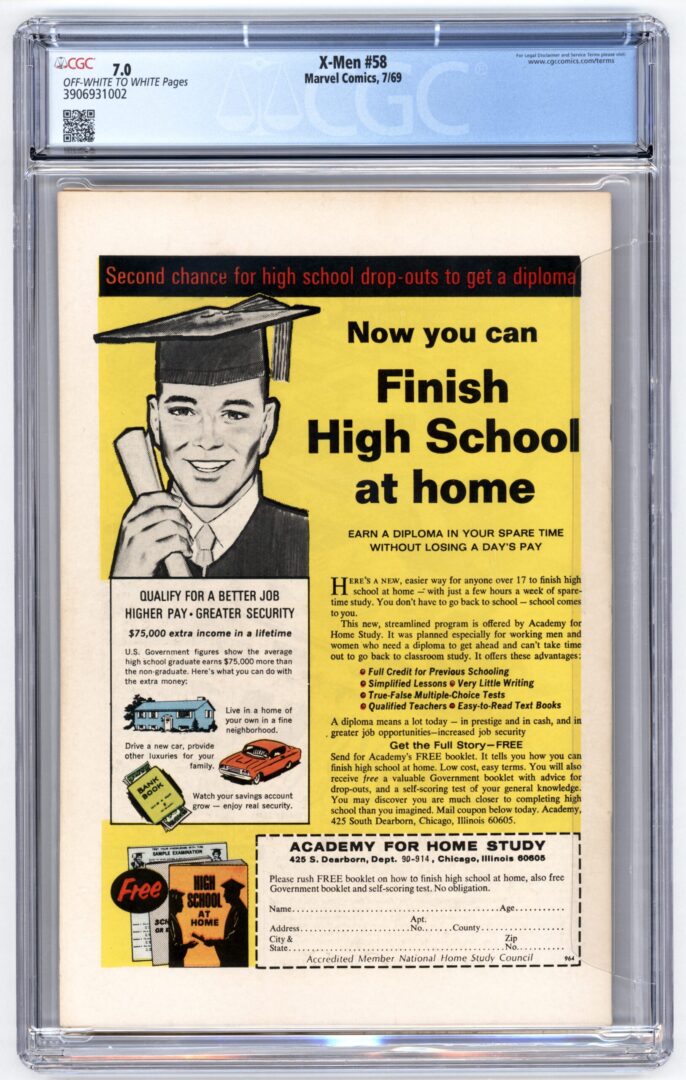 CGC
7.0
OFF-WHITE TO WHITE Pages
3906931002
X-Men #58
Marvel Comics, 7/69
For Legal Disclaimer and Service Terms please visit:
www.cgccomics.com/terms
CGC
Second chance for high school drop-outs to get a diploma
Now you can
Finish
High School
at home
EARN A DIPLOMA IN YOUR SPARE TIME
WITHOUT LOSING A DAY'S PAY
HERE'S A NEW, easier way for anyone over 17 to finish high
school at home — with just a few hours a week of spare-
time study. You don't have to go back to school — school comes
to you.
This new, streamlined program is offered by Academy for
Home Study. It was planned especially for working men and
women who need a diploma to get ahead and can't take time
out to go back to classroom study. It offers these advantages:
Full Credit for Previous Schooling
Simplified Lessons Very Little Writing
True-False Multiple-Choice Tests
Qualified Teachers Easy-to-Read Text Books
A diploma means a lot today — in prestige and in cash, and in
greater job opportunities—increased job security
Get the Full Story—FREE
Send for Academy's FREE booklet. It tells you how you can
finish high school at home. Low cost, easy terms. You will also
receive free a valuable Government booklet with advice for
drop-outs, and a self-scoring test of your general knowledge.
You may discover you are much closer to completing high
school than you imagined. Mail coupon below today. Academy,
425 South Dearborn, Chicago, Illinois 60605.
QUALIFY FOR A BETTER JOB
HIGHER PAY • GREATER SECURITY
$75,000 extra income in a lifetime
U.S. Government figures show the average
high school graduate earns $75,000 more than
the non-graduate. Here's what you can do with
the extra money:
Live in a home of
your own in a fine
neighborhood.
Drive a new car, provide
other luxuries for your
family.
BANK
BOOK
Watch your savings account
grow — enjoy real security.
SAMPLE EXAMINATION
Free
HIGH
SCHOOL
AT
HOME
ACADEMY FOR HOME STUDY
425 S. Dearborn, Dept. 90-914, Chicago, Illinois 60605
Please rush FREE booklet on how to finish high school at home, also free
Government booklet and self-scoring test. No obligation.
Name..........Age..........
Apt.
Address..........No.......County..........
City & Zip
State..........No..........
Accredited Member National Home Study Council 964